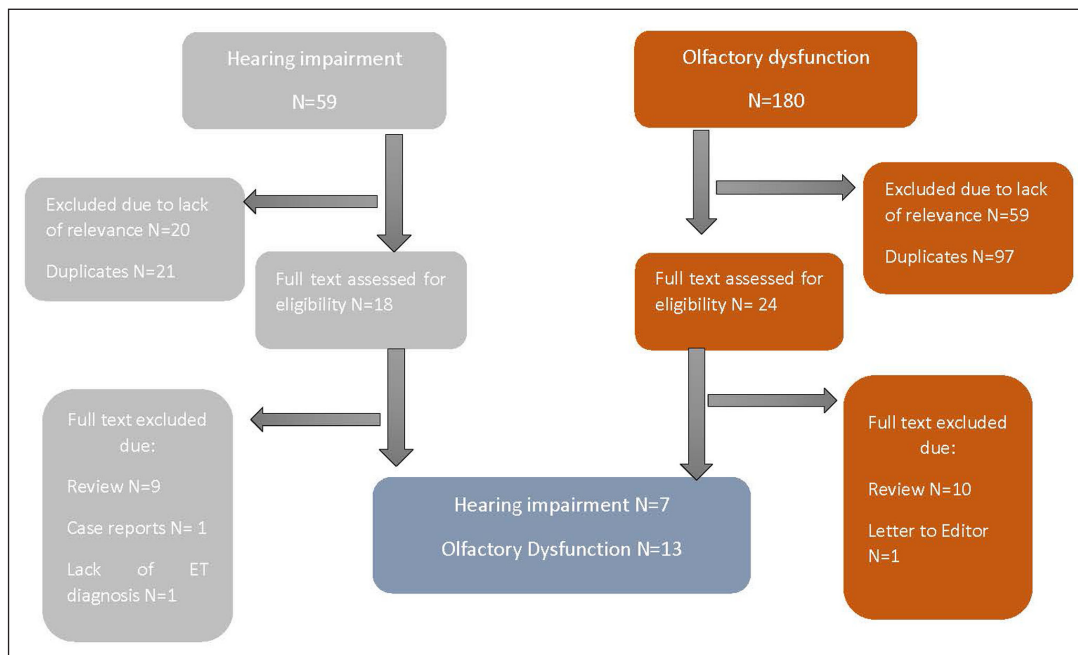 Hearing impairment
N=59
Olfactory dysfunction
N=180
Excluded due to lack
of relevance N=20
Duplicates N=21
Excluded due to lack
of relevance N=59
Duplicates N=97
Full text assessed for
eligibility N=18
Full text assessed for
eligibility N= 24
Full text excluded
due:
Review N=9
Case reports N= 1
Lack of ET
diagnosis N=1
Hearing impairment N=7
Olfactory Dysfunction N=13
Full text excluded
due:
Review N=10
Letter to Editor
N=1